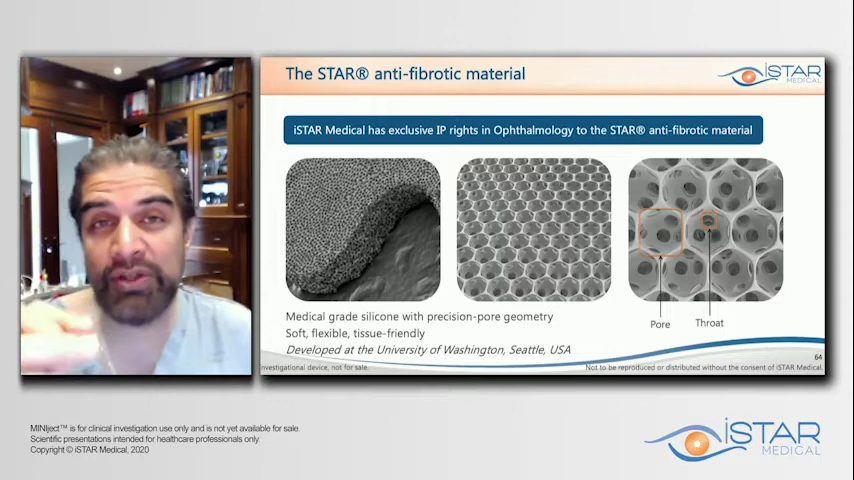 The STAR® anti-fibrotic material
iSTAR
MEDICAL
iSTAR Medical has exclusive IP rights in Ophthalmology to the STAR® anti-fibrotic material
Pore
Throat
Medical grade silicone with precision-pore geometry
Soft, flexible, tissue-friendly
Developed at the University of Washington, Seattle, USA
64
nvestigational device, not for sale.
Not to be reproduced or distributed without the consent of iSTAR Medical.
MINIject™ is for clinical investigation use only and is not yet available for sale.
Scientific presentations intended for healthcare professionals only.
Copyright © iSTAR Medical, 2020
iSTAR
MEDICAL